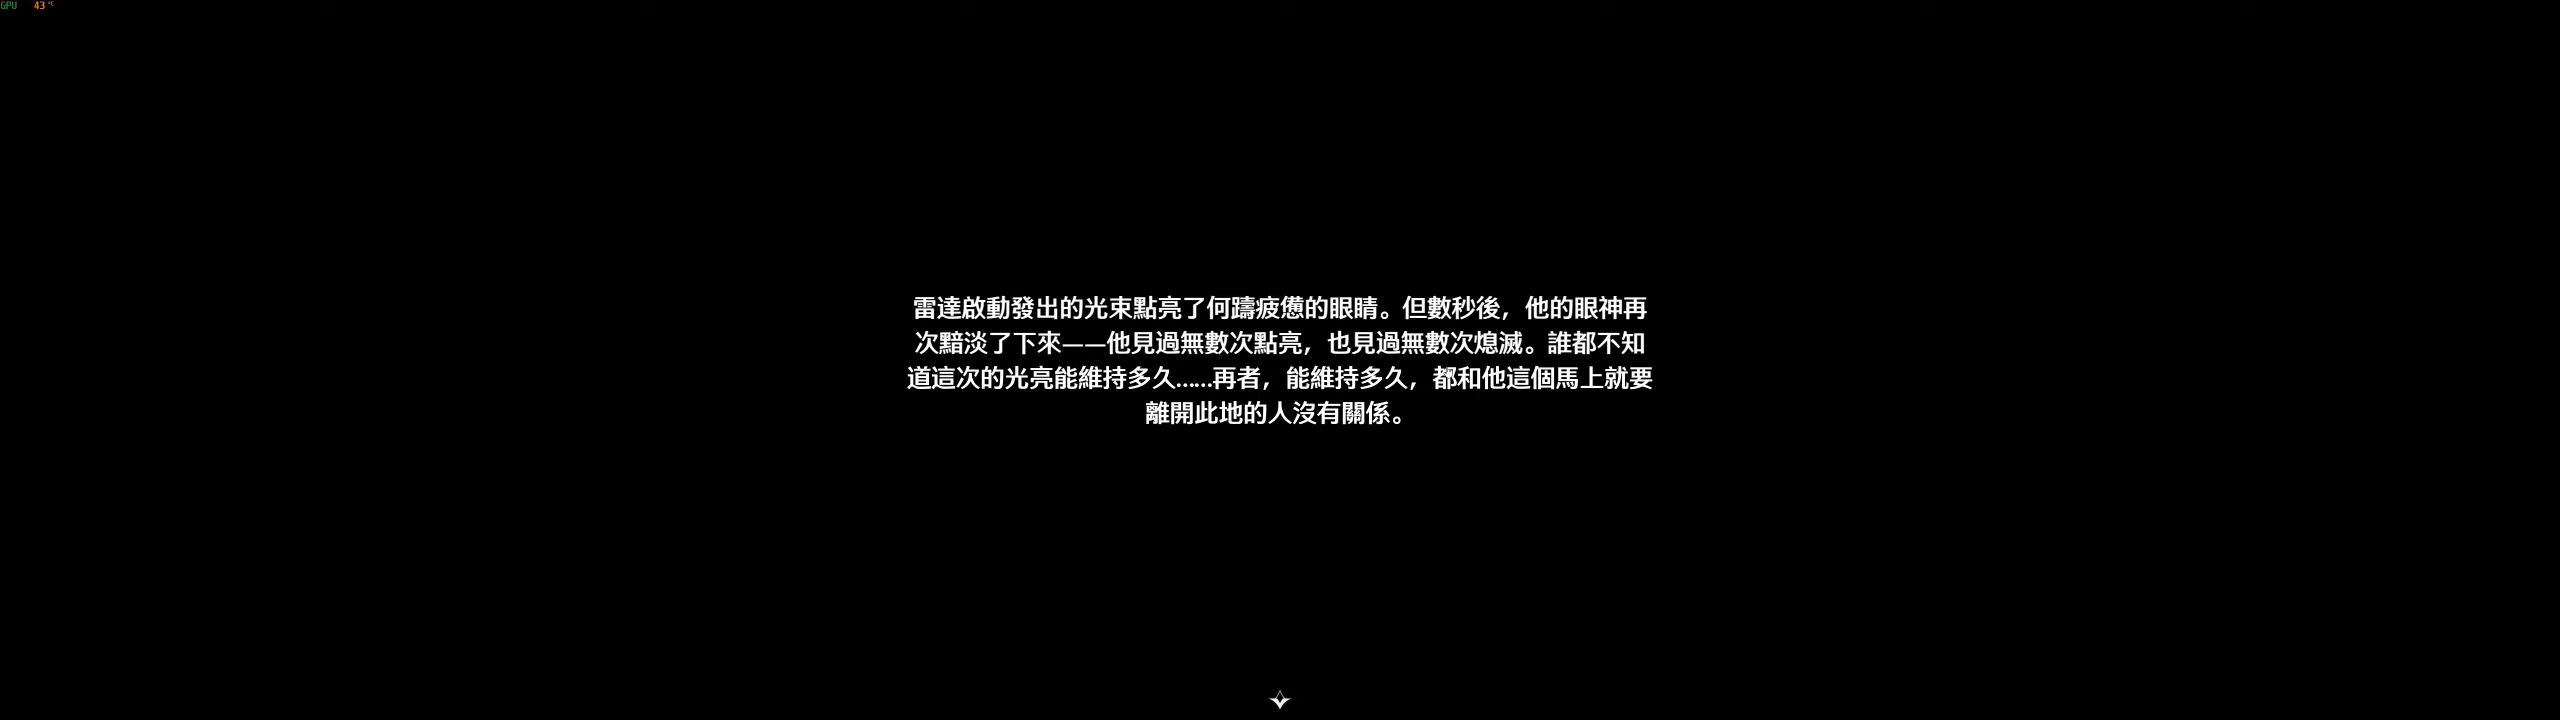 GPU 43 °C
雷達啟動發出的光束點亮了何躊疲憊的眼睛。但數秒後，他的眼神再
次黯淡了下來——他見過無數次點亮，也見過無數次熄滅。誰都不知
道這次的光亮能維持多久……再者，能維持多久，都和他這個馬上就要
離開此地的人沒有關係。